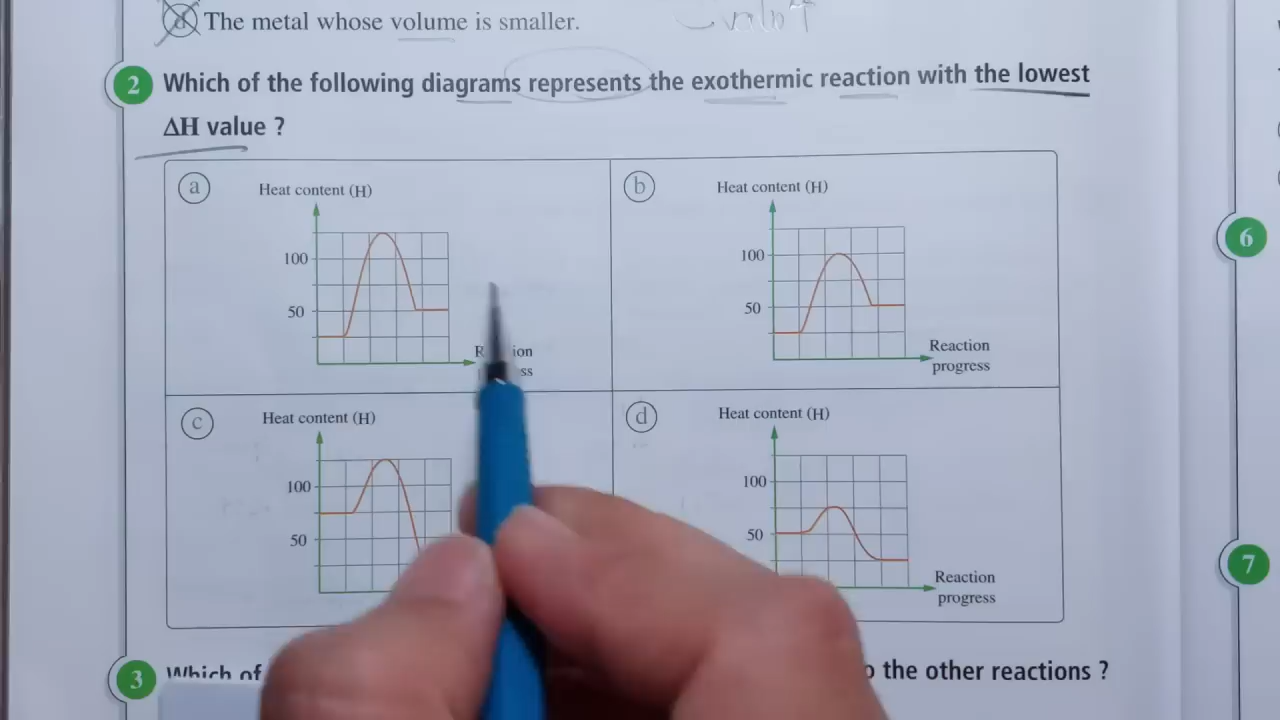 The metal whose volume is smaller.
2 Which of the following diagrams represents the exothermic reaction with the lowest
ΔH value ?
a
Heat content (H)
100
50
b
Heat content (H)
100
50
Reaction
progress
c
Heat content (H)
100
50
d
Heat content (H)
100
50
Reaction
progress
3 Which of
the other reactions ?
6
7